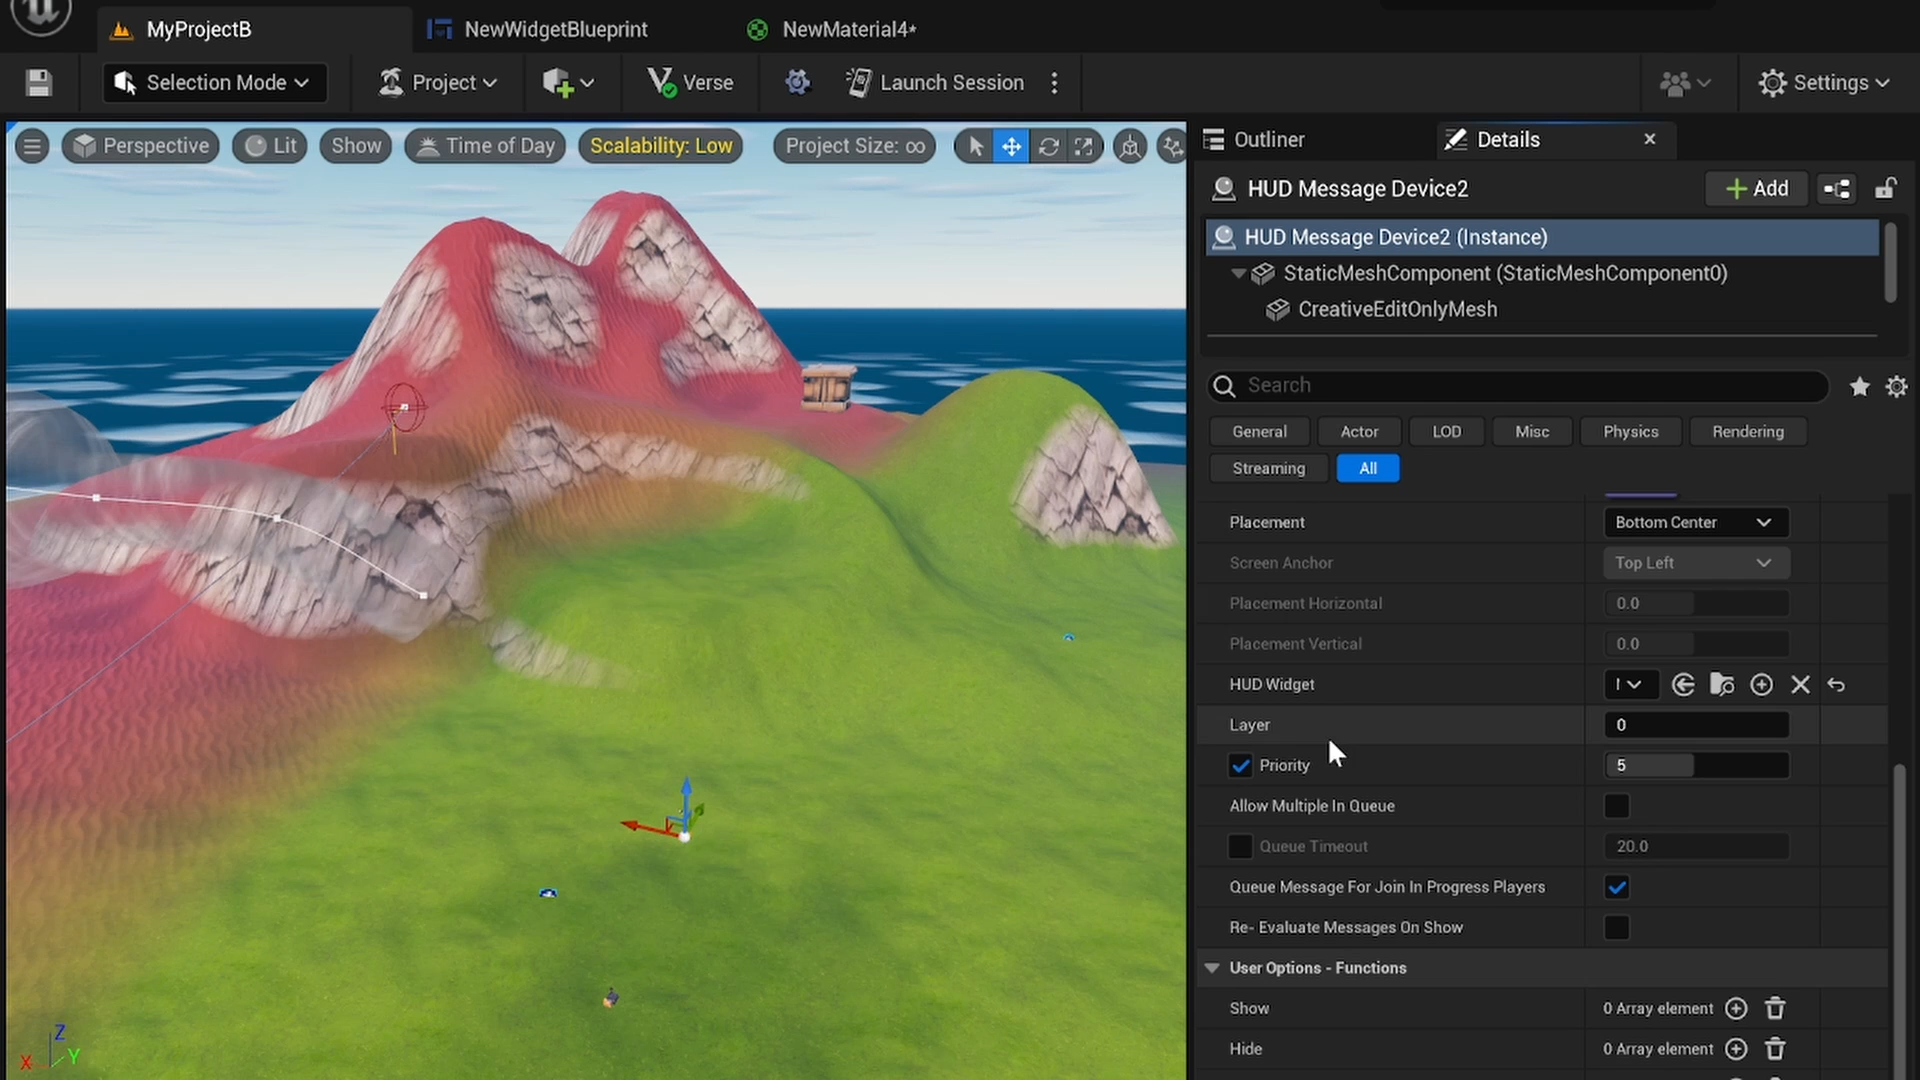 MyProjectB
NewWidgetBlueprint
NewMaterial4*
Selection Mode
Project
Verse
Launch Session
Settings
Perspective
Lit
Show
Time of Day
Scalability: Low
Project Size: ∞
Outliner
Details
HUD Message Device2
+ Add
HUD Message Device2 (Instance)
StaticMeshComponent (StaticMeshComponent0)
CreativeEditOnlyMesh
Search
General Actor LOD Misc Physics Rendering
Streaming All
Placement Bottom Center
Screen Anchor Top Left
Placement Horizontal 0.0
Placement Vertical 0.0
HUD Widget
Layer 0
Priority 5
Allow Multiple In Queue
Queue Timeout 20.0
Queue Message For Join In Progress Players
Re- Evaluate Messages On Show
User Options - Functions
Show 0 Array element
Hide 0 Array element
Z
X Y